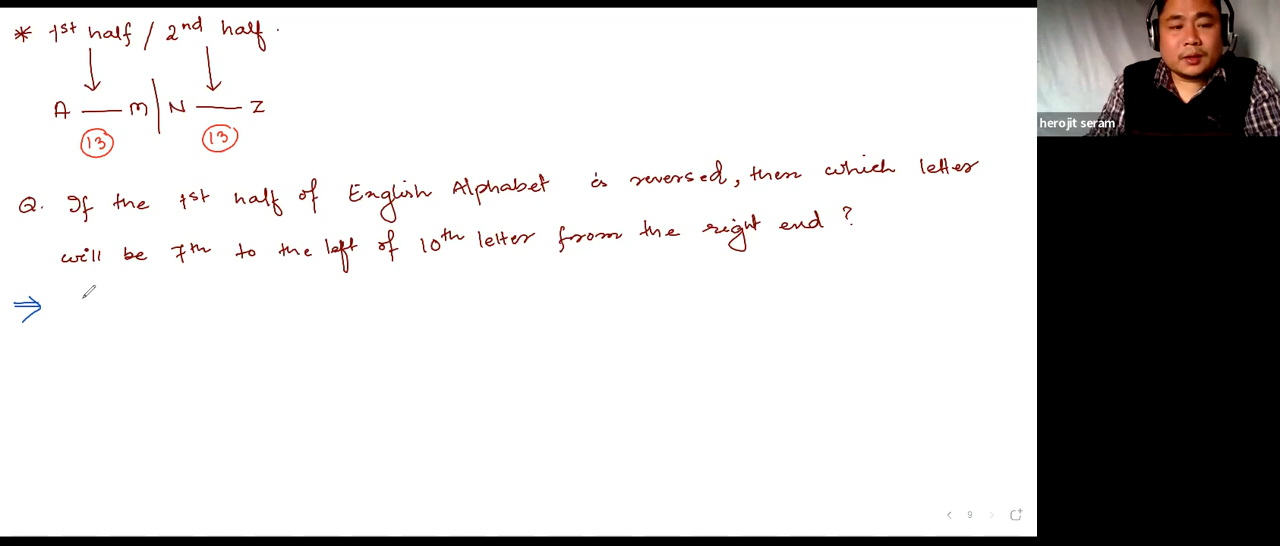 * 1st half / 2nd half.
A — M | N — Z
13 13
Q. If the 1st half of English Alphabet is reversed, then which letter
will be 7th to the left of 10th letter from the right end ?
⇒
herojit seram
9